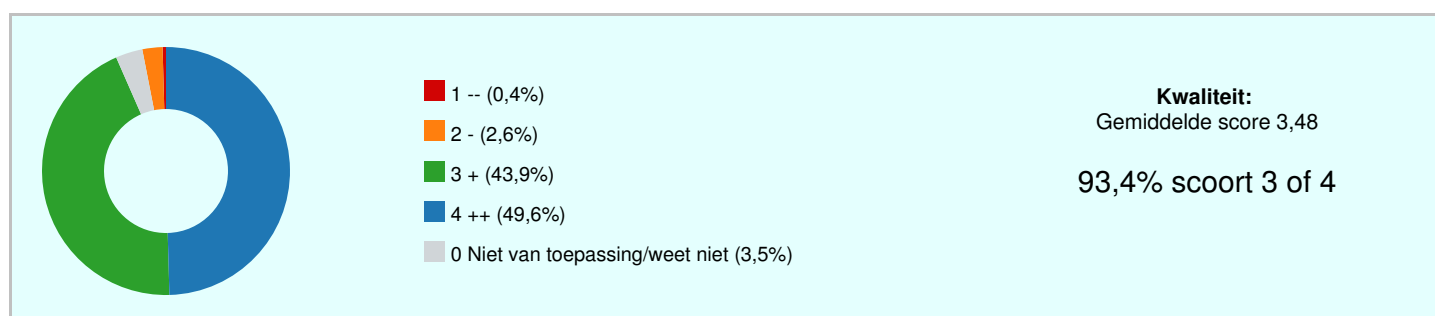 1 -- (0,4%)
2 - (2,6%)
3 + (43,9%)
4 ++ (49,6%)
0 Niet van toepassing/weet niet (3,5%)
Kwaliteit:
Gemiddelde score 3,48
93,4% scoort 3 of 4